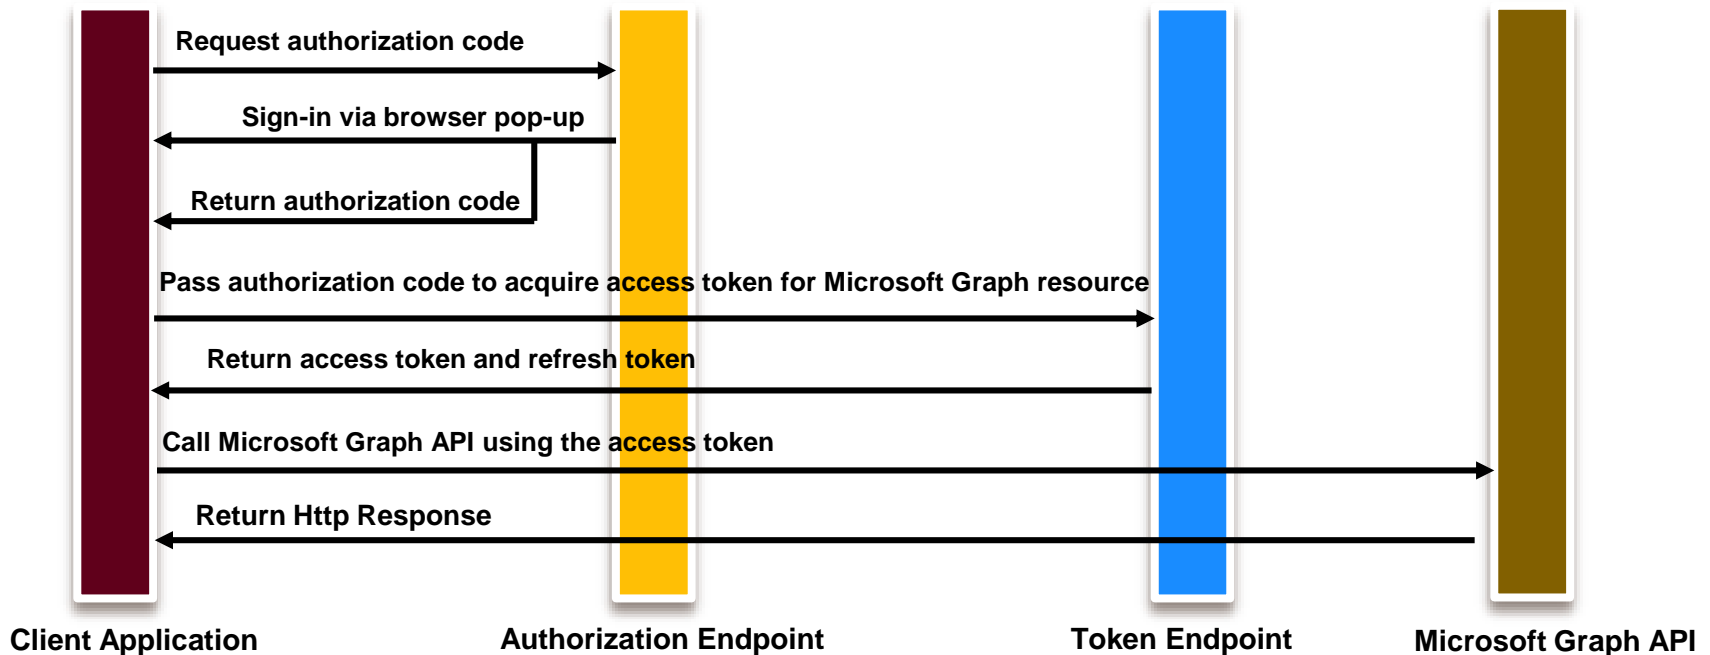 Request authorization code
Sign-in via browser pop-up
Return authorization code
Pass authorization code to acquire access token for Microsoft Graph resource
Return access token and refresh token
Call Microsoft Graph API using the access token
Return Http Response
Client Application
Authorization Endpoint
Token Endpoint
Microsoft Graph API